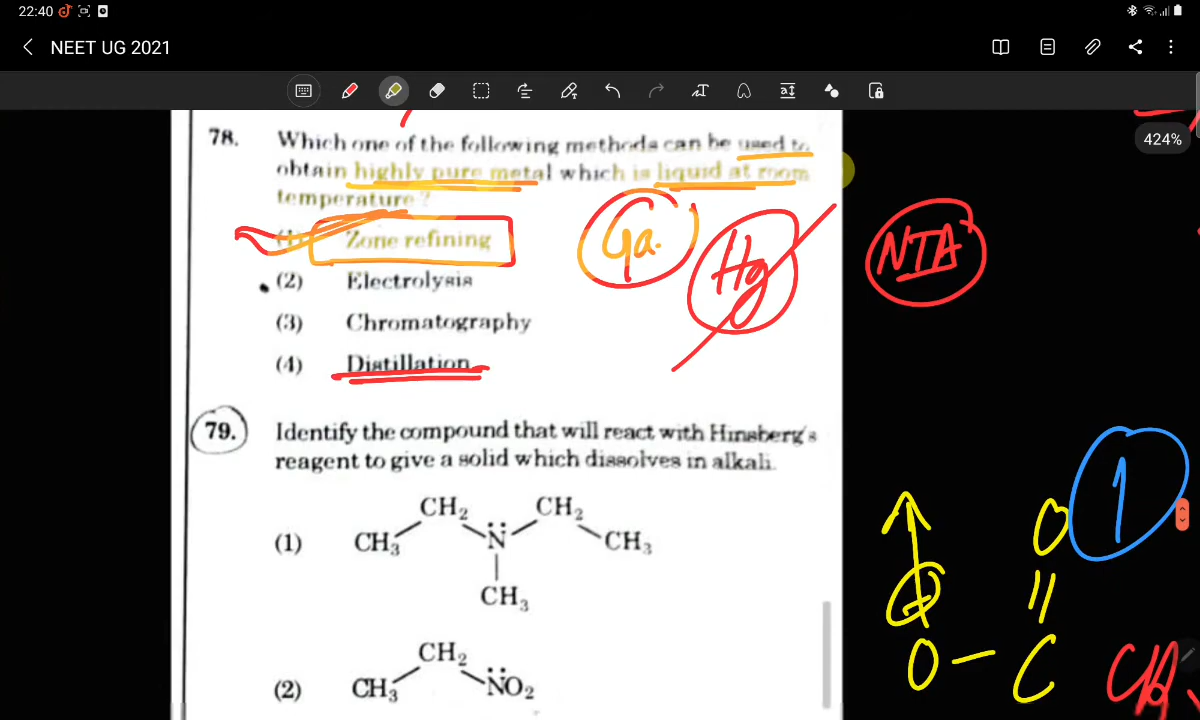 22:40
NEET UG 2021
424%
78. Which one of the following methods can be used to
obtain highly pure metal which is liquid at room
temperature ?
(1) Zone refining
(2) Electrolysis
(3) Chromatography
(4) Distillation
Ga.
Hg
NTA
79. Identify the compound that will react with Hinsberg's
reagent to give a solid which dissolves in alkali.
(1) CH3 CH2 N CH2 CH3
CH3
(2) CH3 CH2 NO2
1
O
O - C